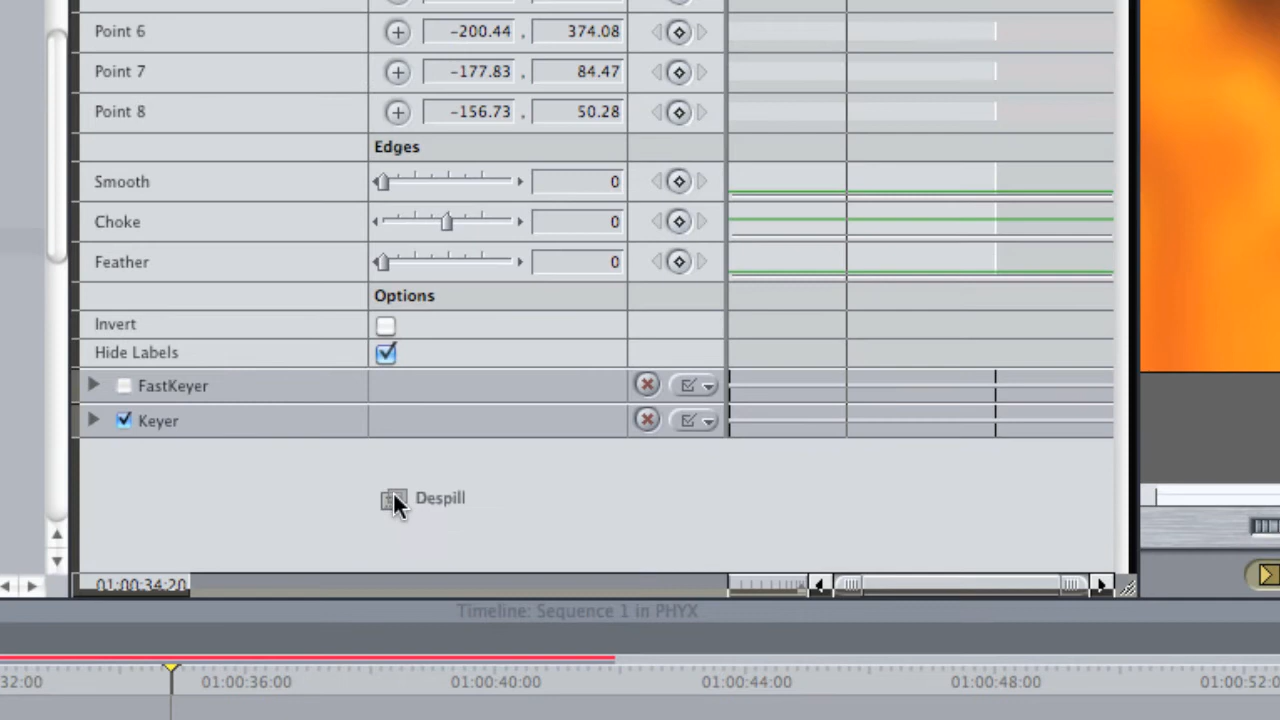 Point 6 -200.44 , 374.08
Point 7 -177.83 , 84.47
Point 8 -156.73 , 50.28
Edges
Smooth 0
Choke 0
Feather 0
Options
Invert
Hide Labels
FastKeyer
Keyer
Despill
01:00:34:20
Timeline: Sequence 1 in PHYX
32:00 01:00:36:00 01:00:40:00 01:00:44:00 01:00:48:00 01:00:52:0